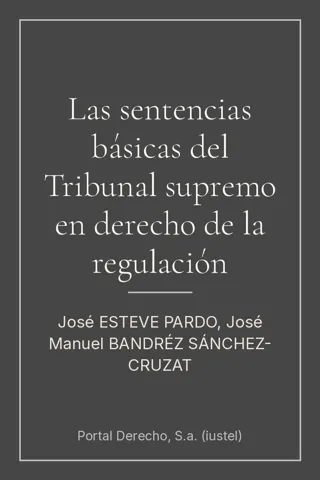 Las sentencias
básicas del
Tribunal supremo
en derecho de la
regulación
José ESTEVE PARDO, José
Manuel BANDRÉZ SÁNCHEZ-
CRUZAT
Portal Derecho, S.a. (iustel)